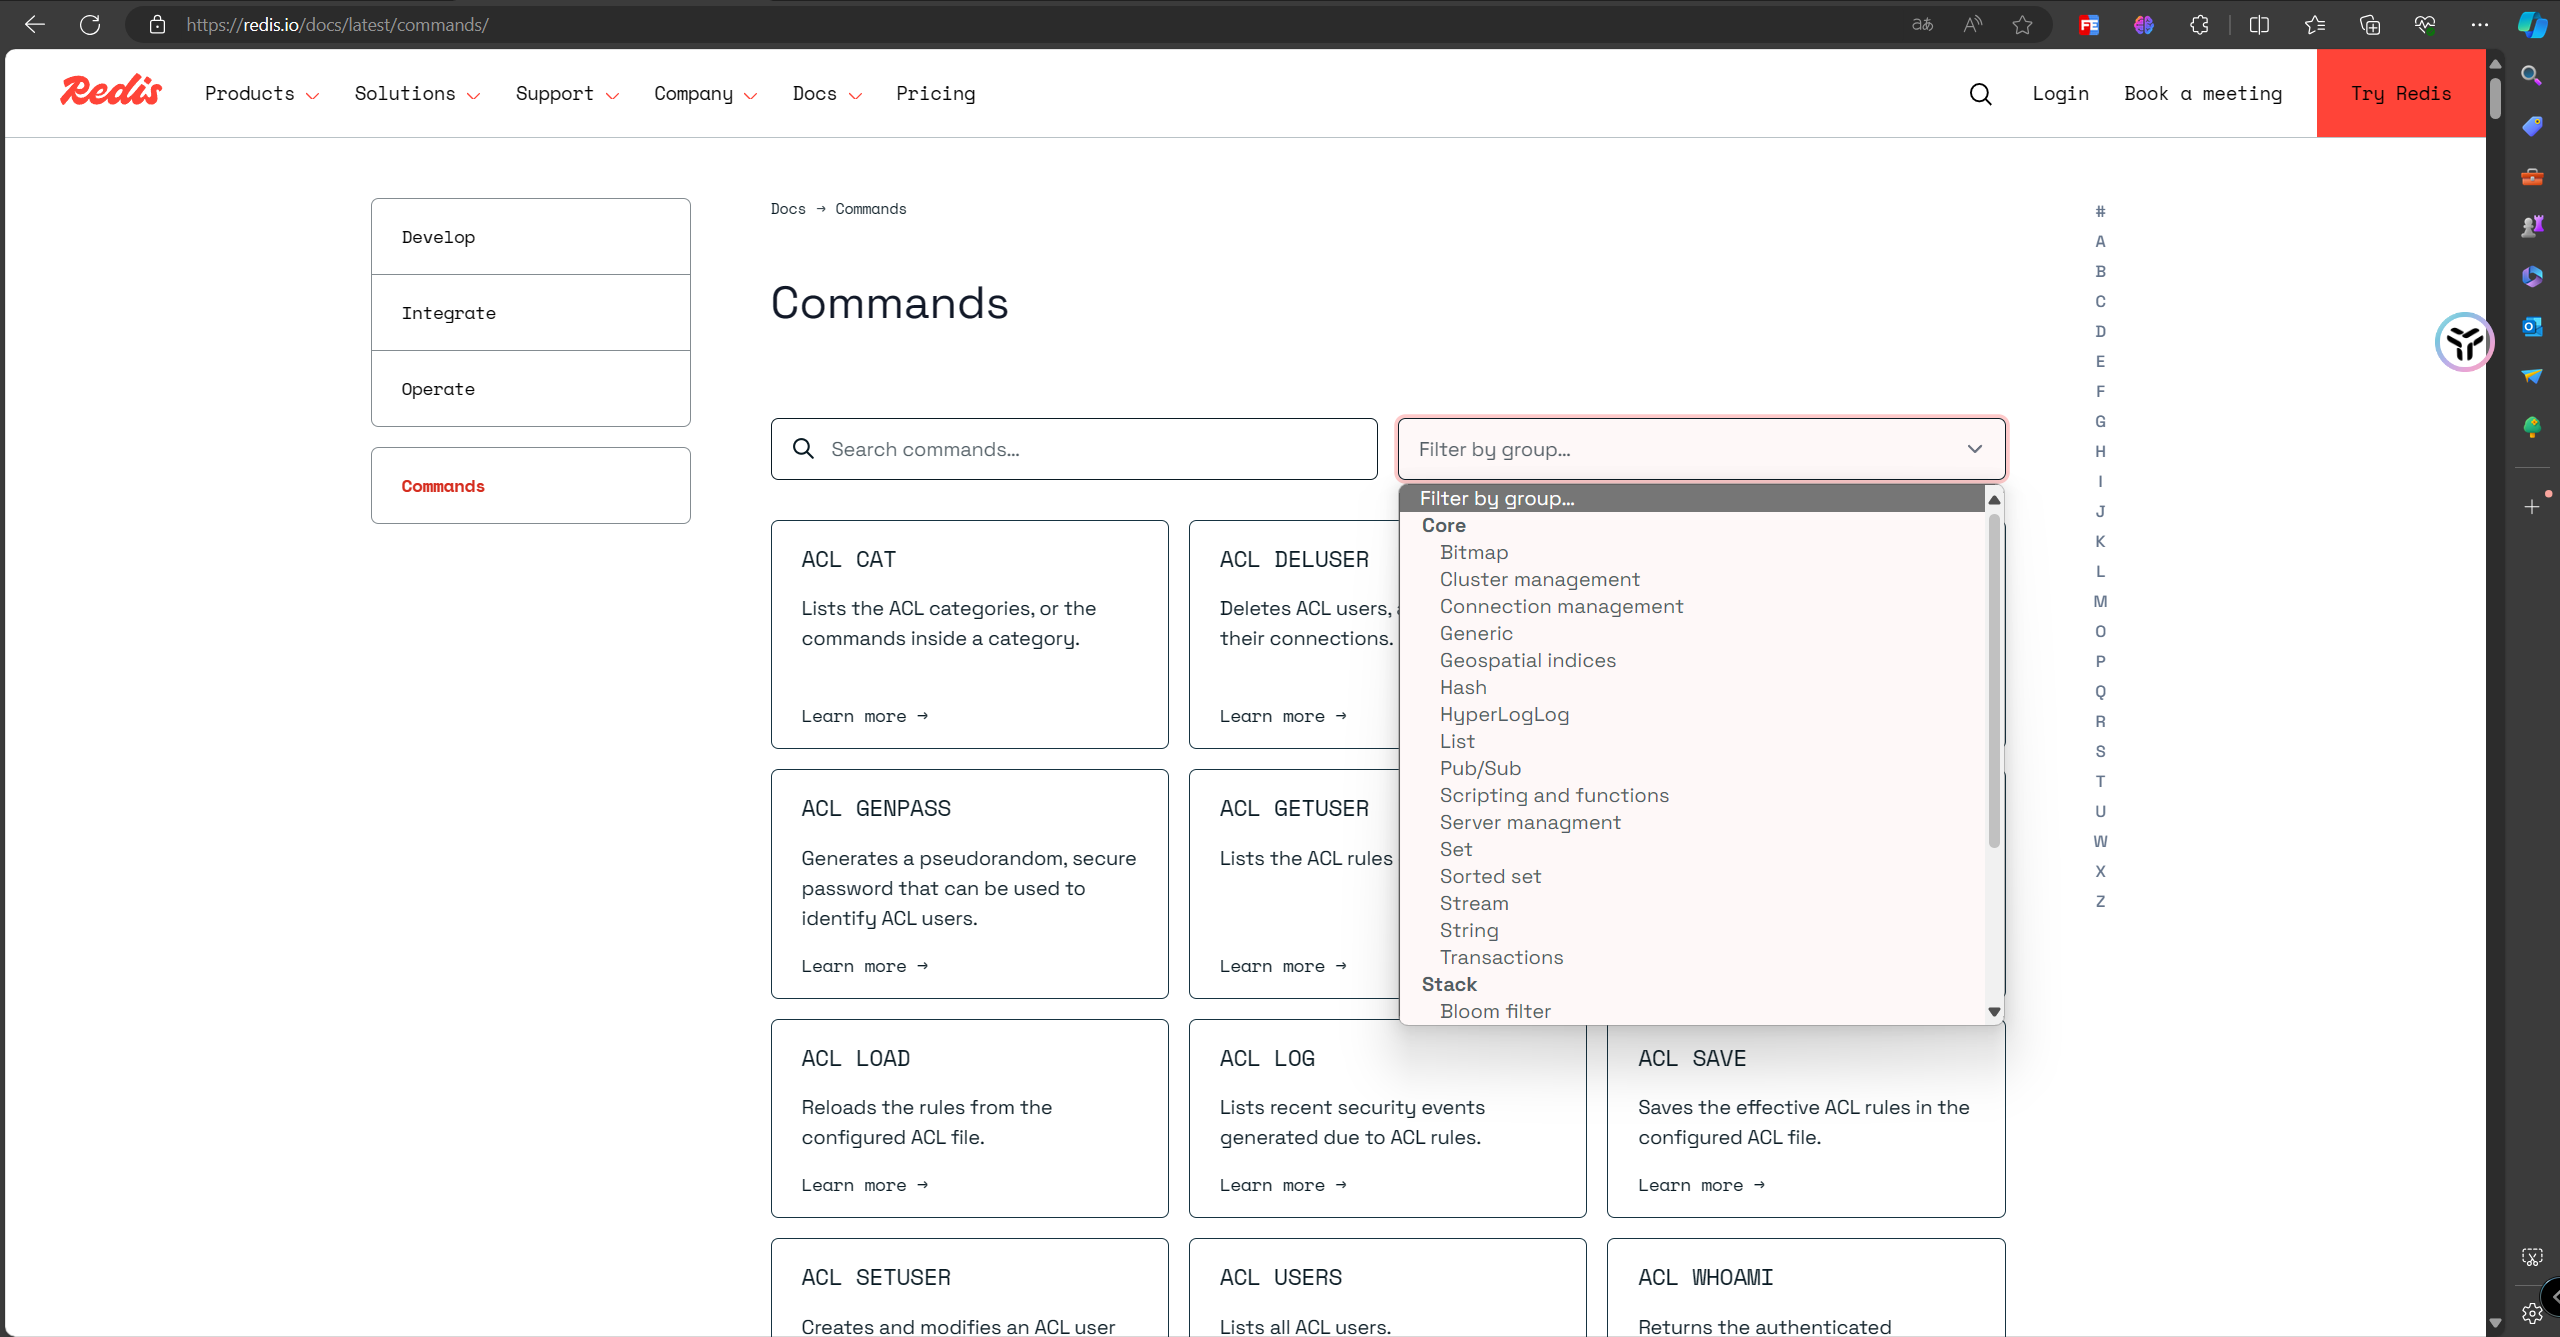 https://redis.io/docs/latest/commands/
Redis
Products
Solutions
Support
Company
Docs
Pricing
Login
Book a meeting
Try Redis
Develop
Integrate
Operate
Commands
Docs → Commands
Commands
Search commands...
Filter by group...
Filter by group...
Core
Bitmap
Cluster management
Connection management
Generic
Geospatial indices
Hash
HyperLogLog
List
Pub/Sub
Scripting and functions
Server managment
Set
Sorted set
Stream
String
Transactions
Stack
Bloom filter
ACL CAT
Lists the ACL categories, or the
commands inside a category.
Learn more →
ACL DELUSER
Deletes ACL users,
their connections.
Learn more →
ACL GENPASS
Generates a pseudorandom, secure
password that can be used to
identify ACL users.
Learn more →
ACL GETUSER
Lists the ACL rules
Learn more →
ACL LOAD
Reloads the rules from the
configured ACL file.
Learn more →
ACL LOG
Lists recent security events
generated due to ACL rules.
Learn more →
ACL SAVE
Saves the effective ACL rules in the
configured ACL file.
Learn more →
ACL SETUSER
Creates and modifies an ACL user
ACL USERS
Lists all ACL users.
ACL WHOAMI
Returns the authenticated
#
A
B
C
D
E
F
G
H
I
J
K
L
M
O
P
Q
R
S
T
U
W
X
Z